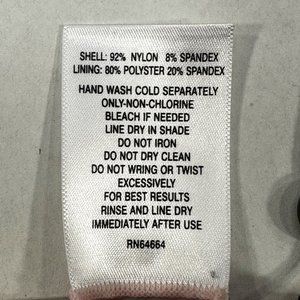 SHELL: 92% NYLON 8% SPANDEX
LINING: 80% POLYSTER 20% SPANDEX
HAND WASH COLD SEPARATELY
ONLY-NON-CHLORINE
BLEACH IF NEEDED
LINE DRY IN SHADE
DO NOT IRON
DO NOT DRY CLEAN
DO NOT WRING OR TWIST
EXCESSIVELY
FOR BEST RESULTS
RINSE AND LINE DRY
IMMEDIATELY AFTER USE
RN64664